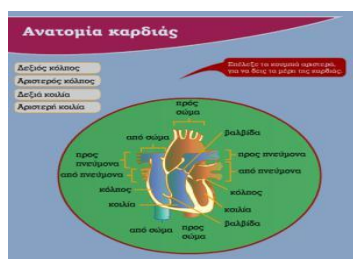 Ανατομία καρδιάς
Δεξιός κόλπος
Αριστερός κόλπος
Δεξιά κοιλία
Αριστερή κοιλία
Επέλεξε τα κουμπιά αριστερά,
για να δεις τα μέρη της καρδιάς.
πρός
σώμα
από σώμα
βαλβίδα
προς
πνεύμονα
από πνεύμονα
κόλπος
κοιλία
από σώμα
προς
σώμα
προς πνεύμονα
από πνεύμονα
κόλπος
κοιλία
βαλβίδα